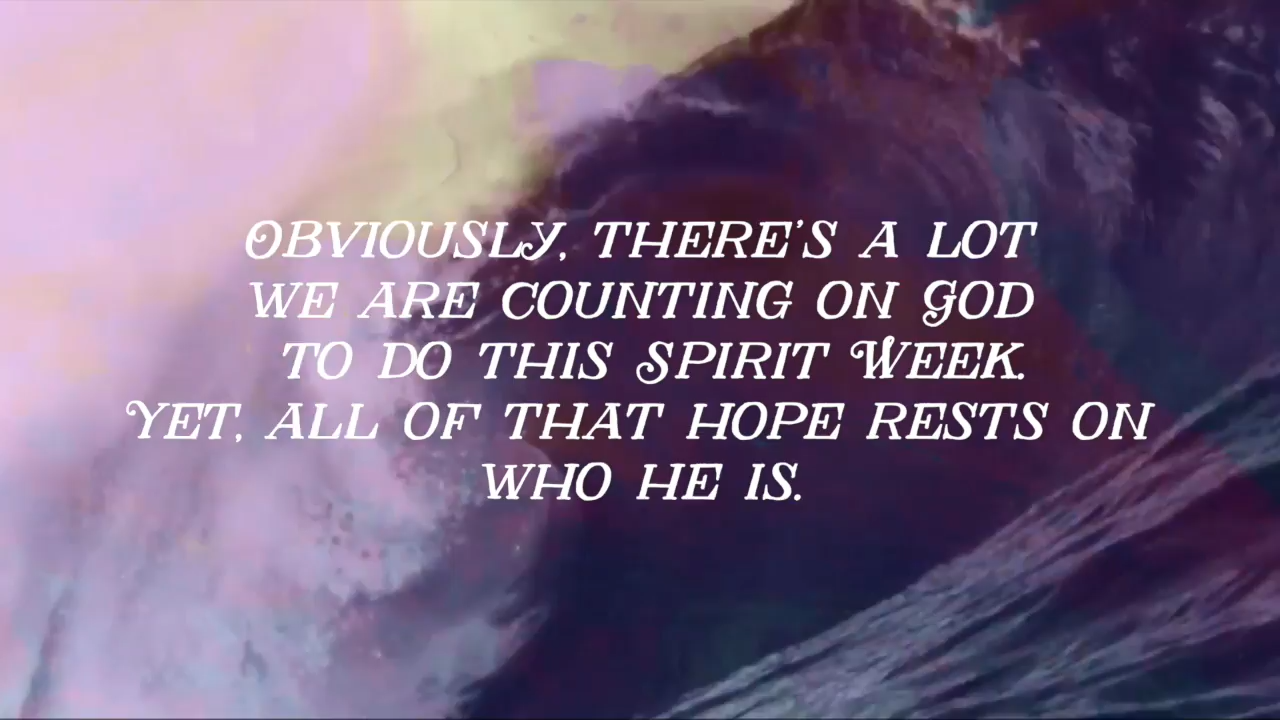 OBVIOUSLY, THERE'S A LOT
WE ARE COUNTING ON GOD
TO DO THIS SPIRIT WEEK.
YET, ALL OF THAT HOPE RESTS ON
WHO HE IS.